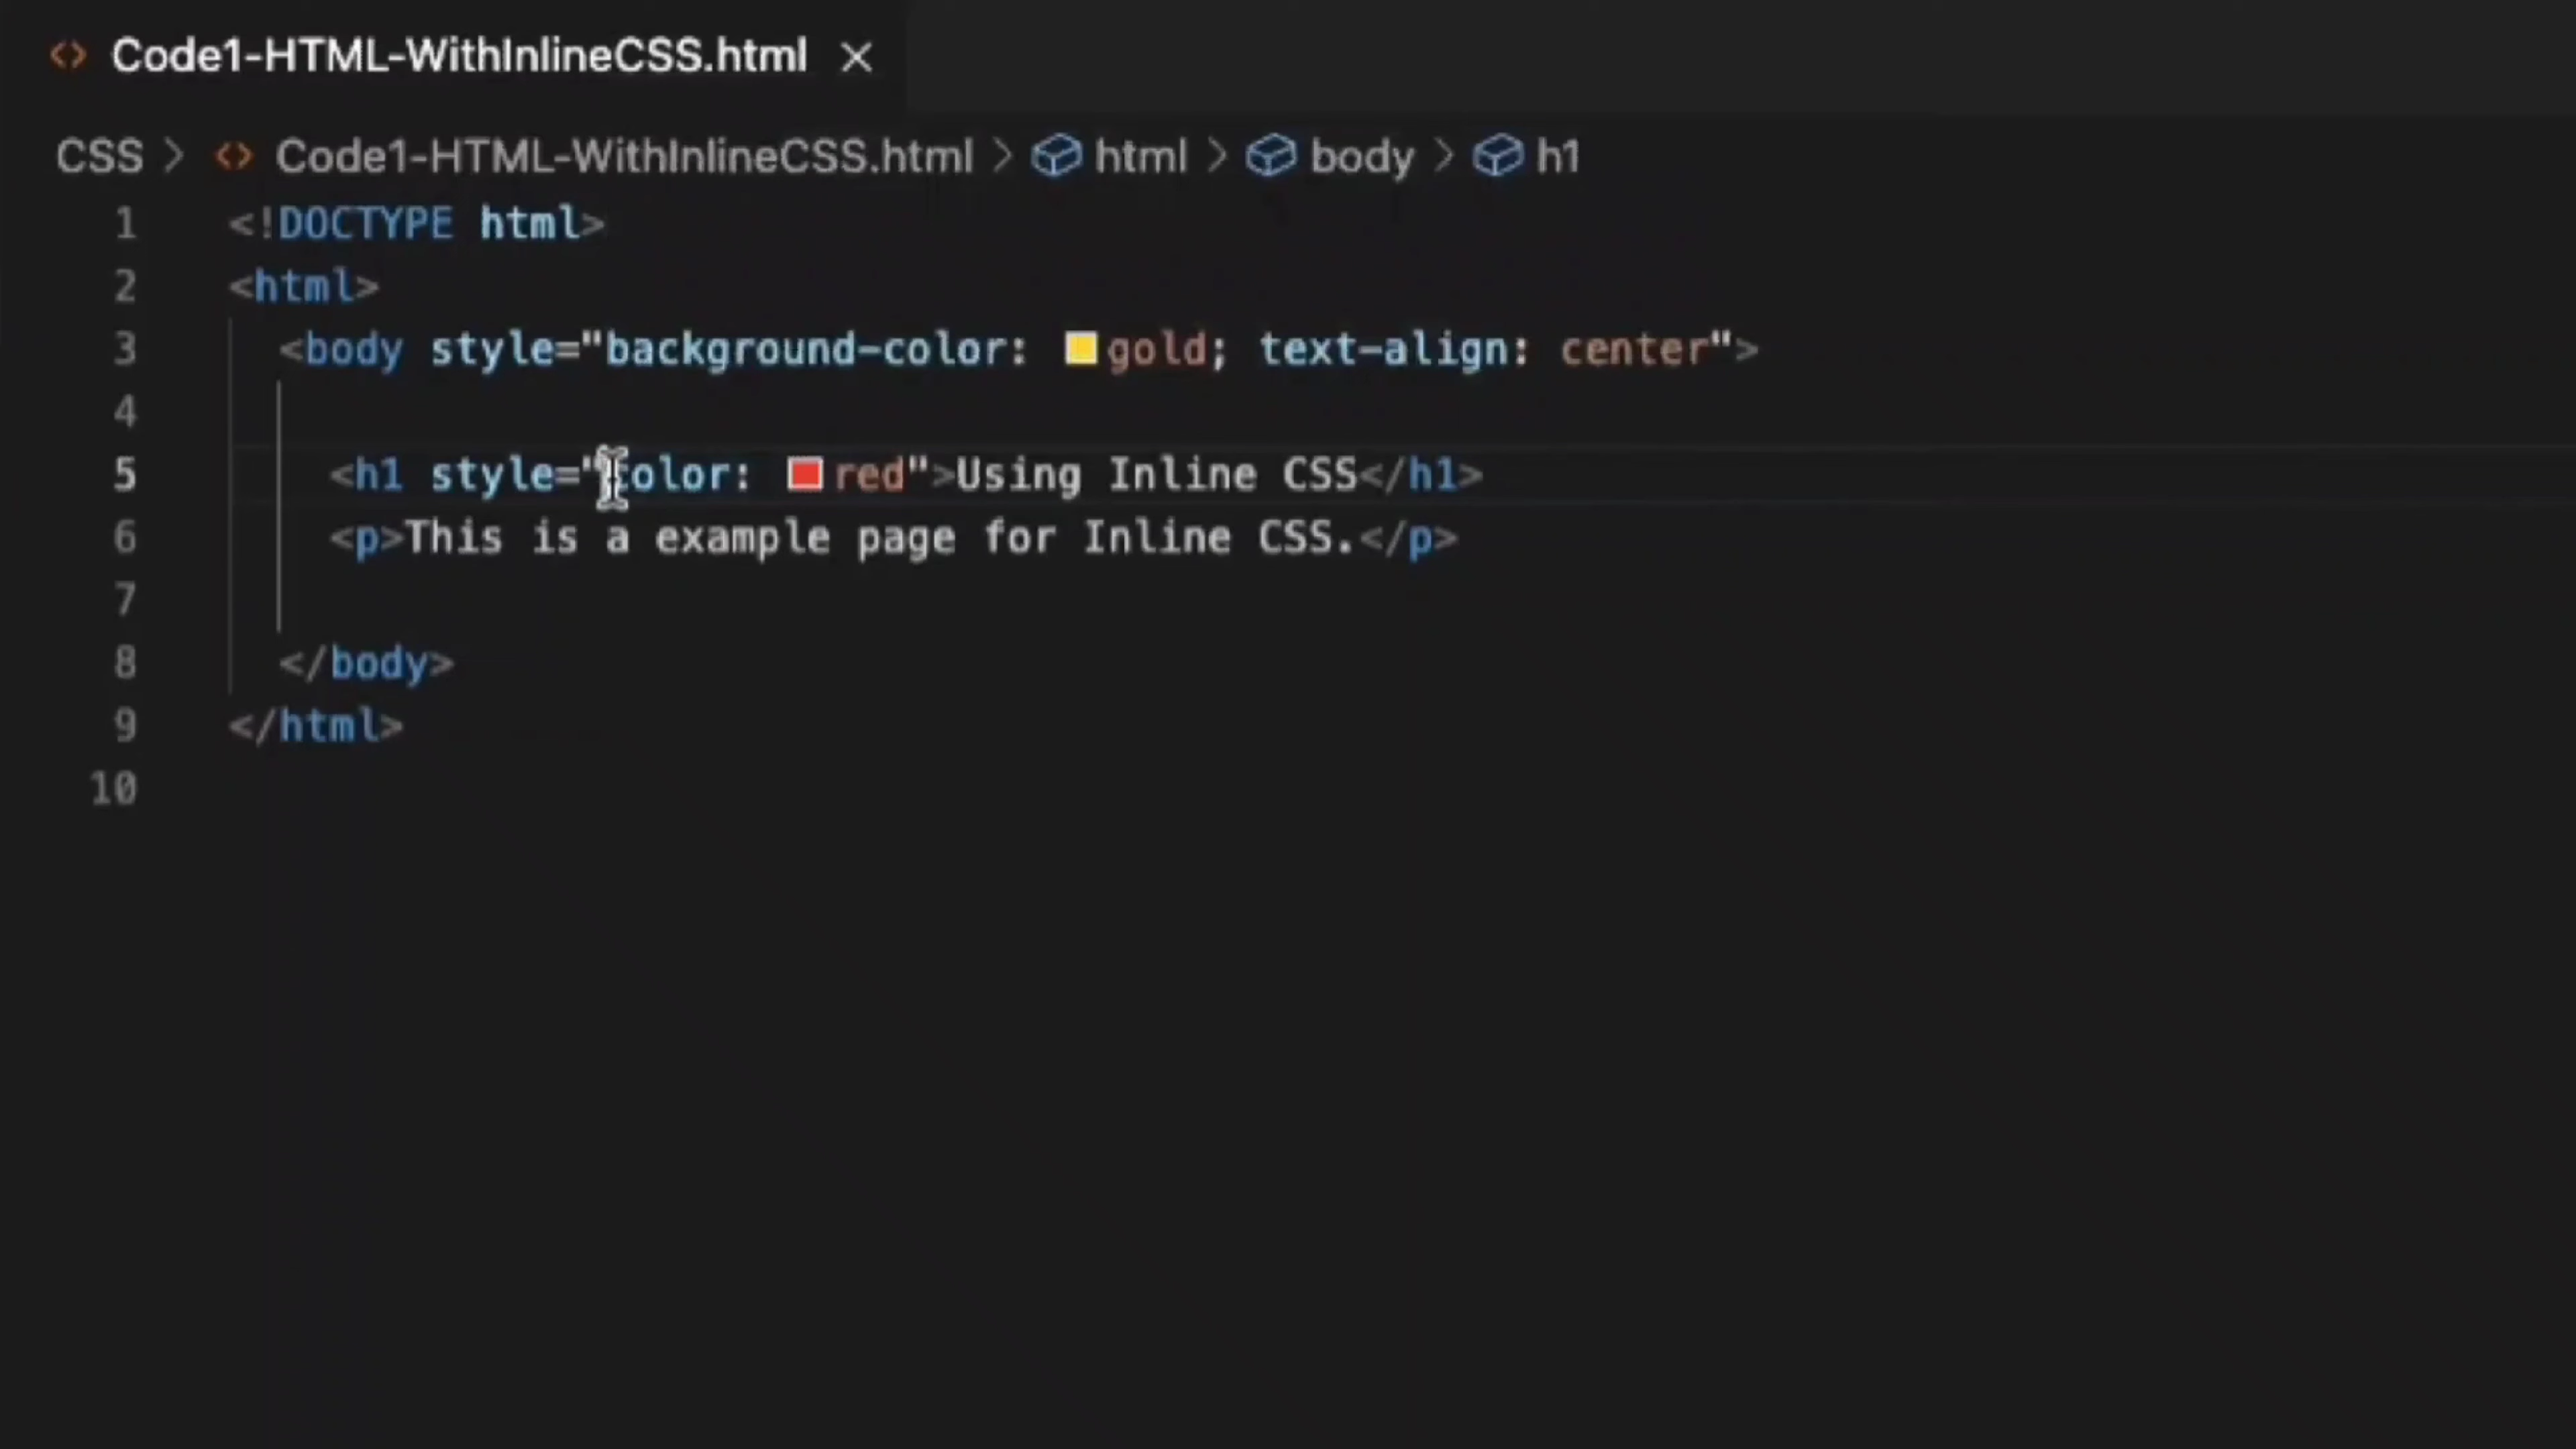 Code1-HTML-WithInlineCSS.html
CSS > Code1-HTML-WithInlineCSS.html > html > body > h1
1 <!DOCTYPE html>
2 <html>
3 <body style="background-color: gold; text-align: center">
4
5 <h1 style="color: red">Using Inline CSS</h1>
6 <p>This is a example page for Inline CSS.</p>
7
8 </body>
9 </html>
10